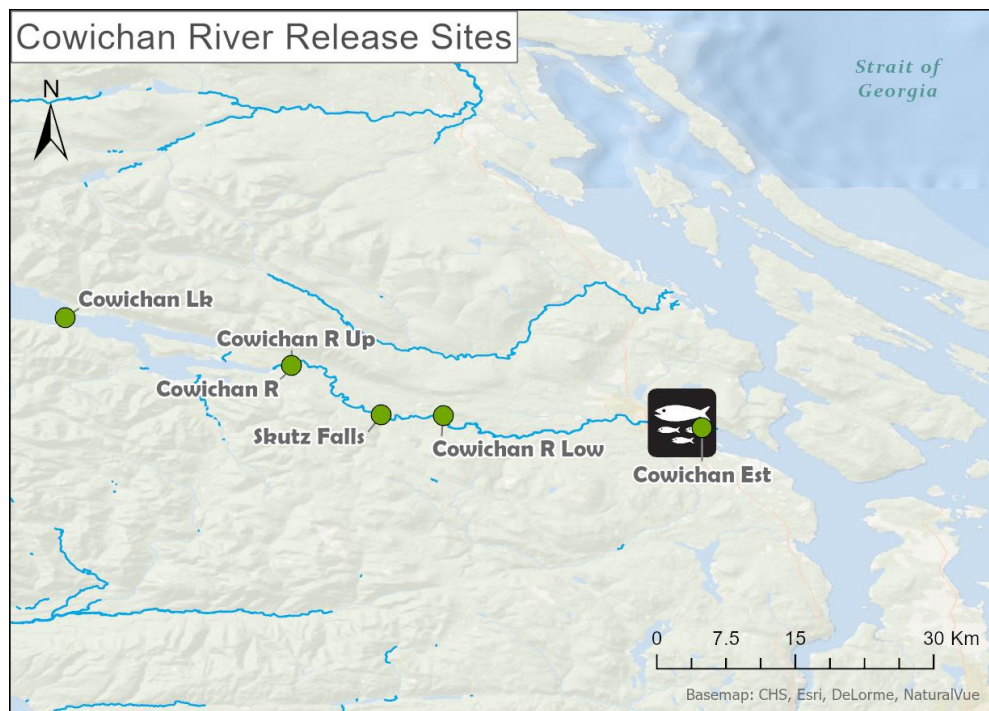 Cowichan River Release Sites
N
Strait of
Georgia
Cowichan Lk
Cowichan R Up
Cowichan R
Skutz Falls
Cowichan R Low
Cowichan Est
0 7.5 15 30 Km
Basemap: CHS, Esri, DeLorme, NaturalVue